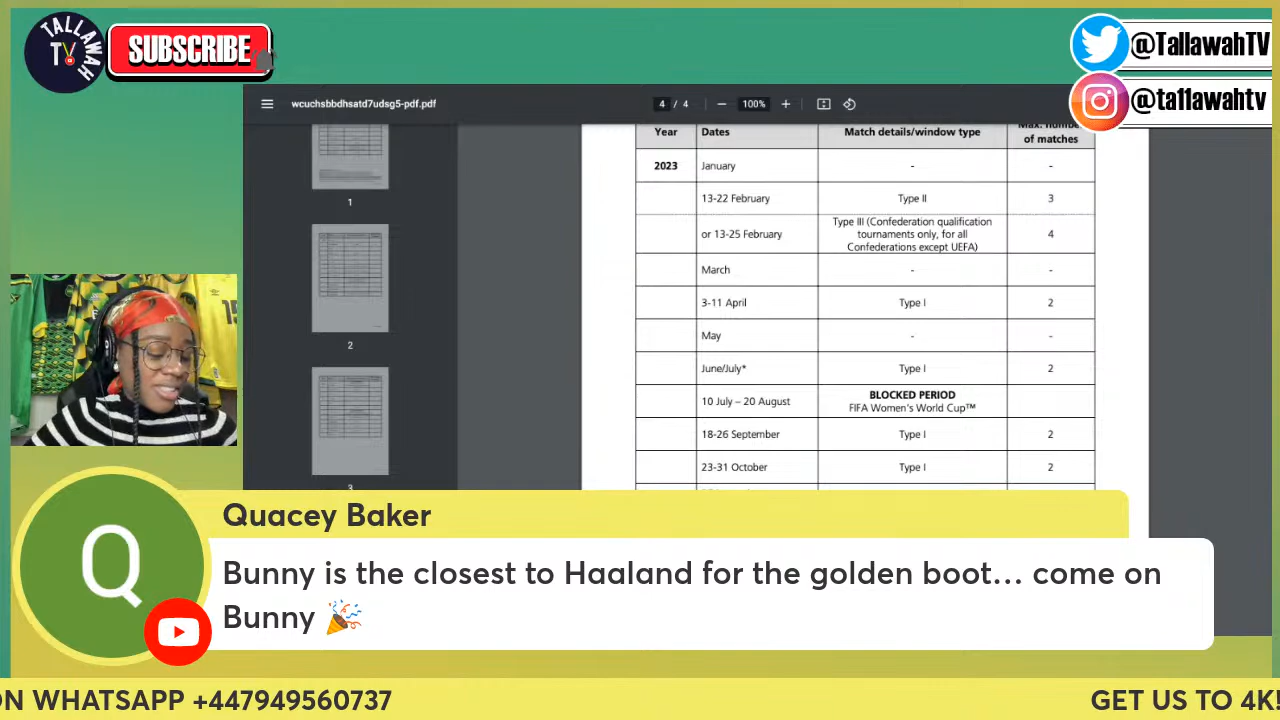 TALLAWAH
TV
SUBSCRIBE
@TallawahTV
@ta11awahtv
wcuchsbbdhsatd7udsg5-pdf.pdf
4 / 4
100%
Year Dates Match details/window type Max. number
of matches
2023 January - -
13-22 February Type II 3
Type III (Confederation qualification
or 13-25 February tournaments only, for all 4
Confederations except UEFA)
March - -
3-11 April Type I 2
May - -
June/July* Type I 2
BLOCKED PERIOD
10 July – 20 August FIFA Women's World Cup™
18-26 September Type I 2
23-31 October Type I 2
1
2
3
15
Q
Quacey Baker
Bunny is the closest to Haaland for the golden boot... come on
Bunny 🎉
ON WHATSAPP +447949560737
GET US TO 4K!